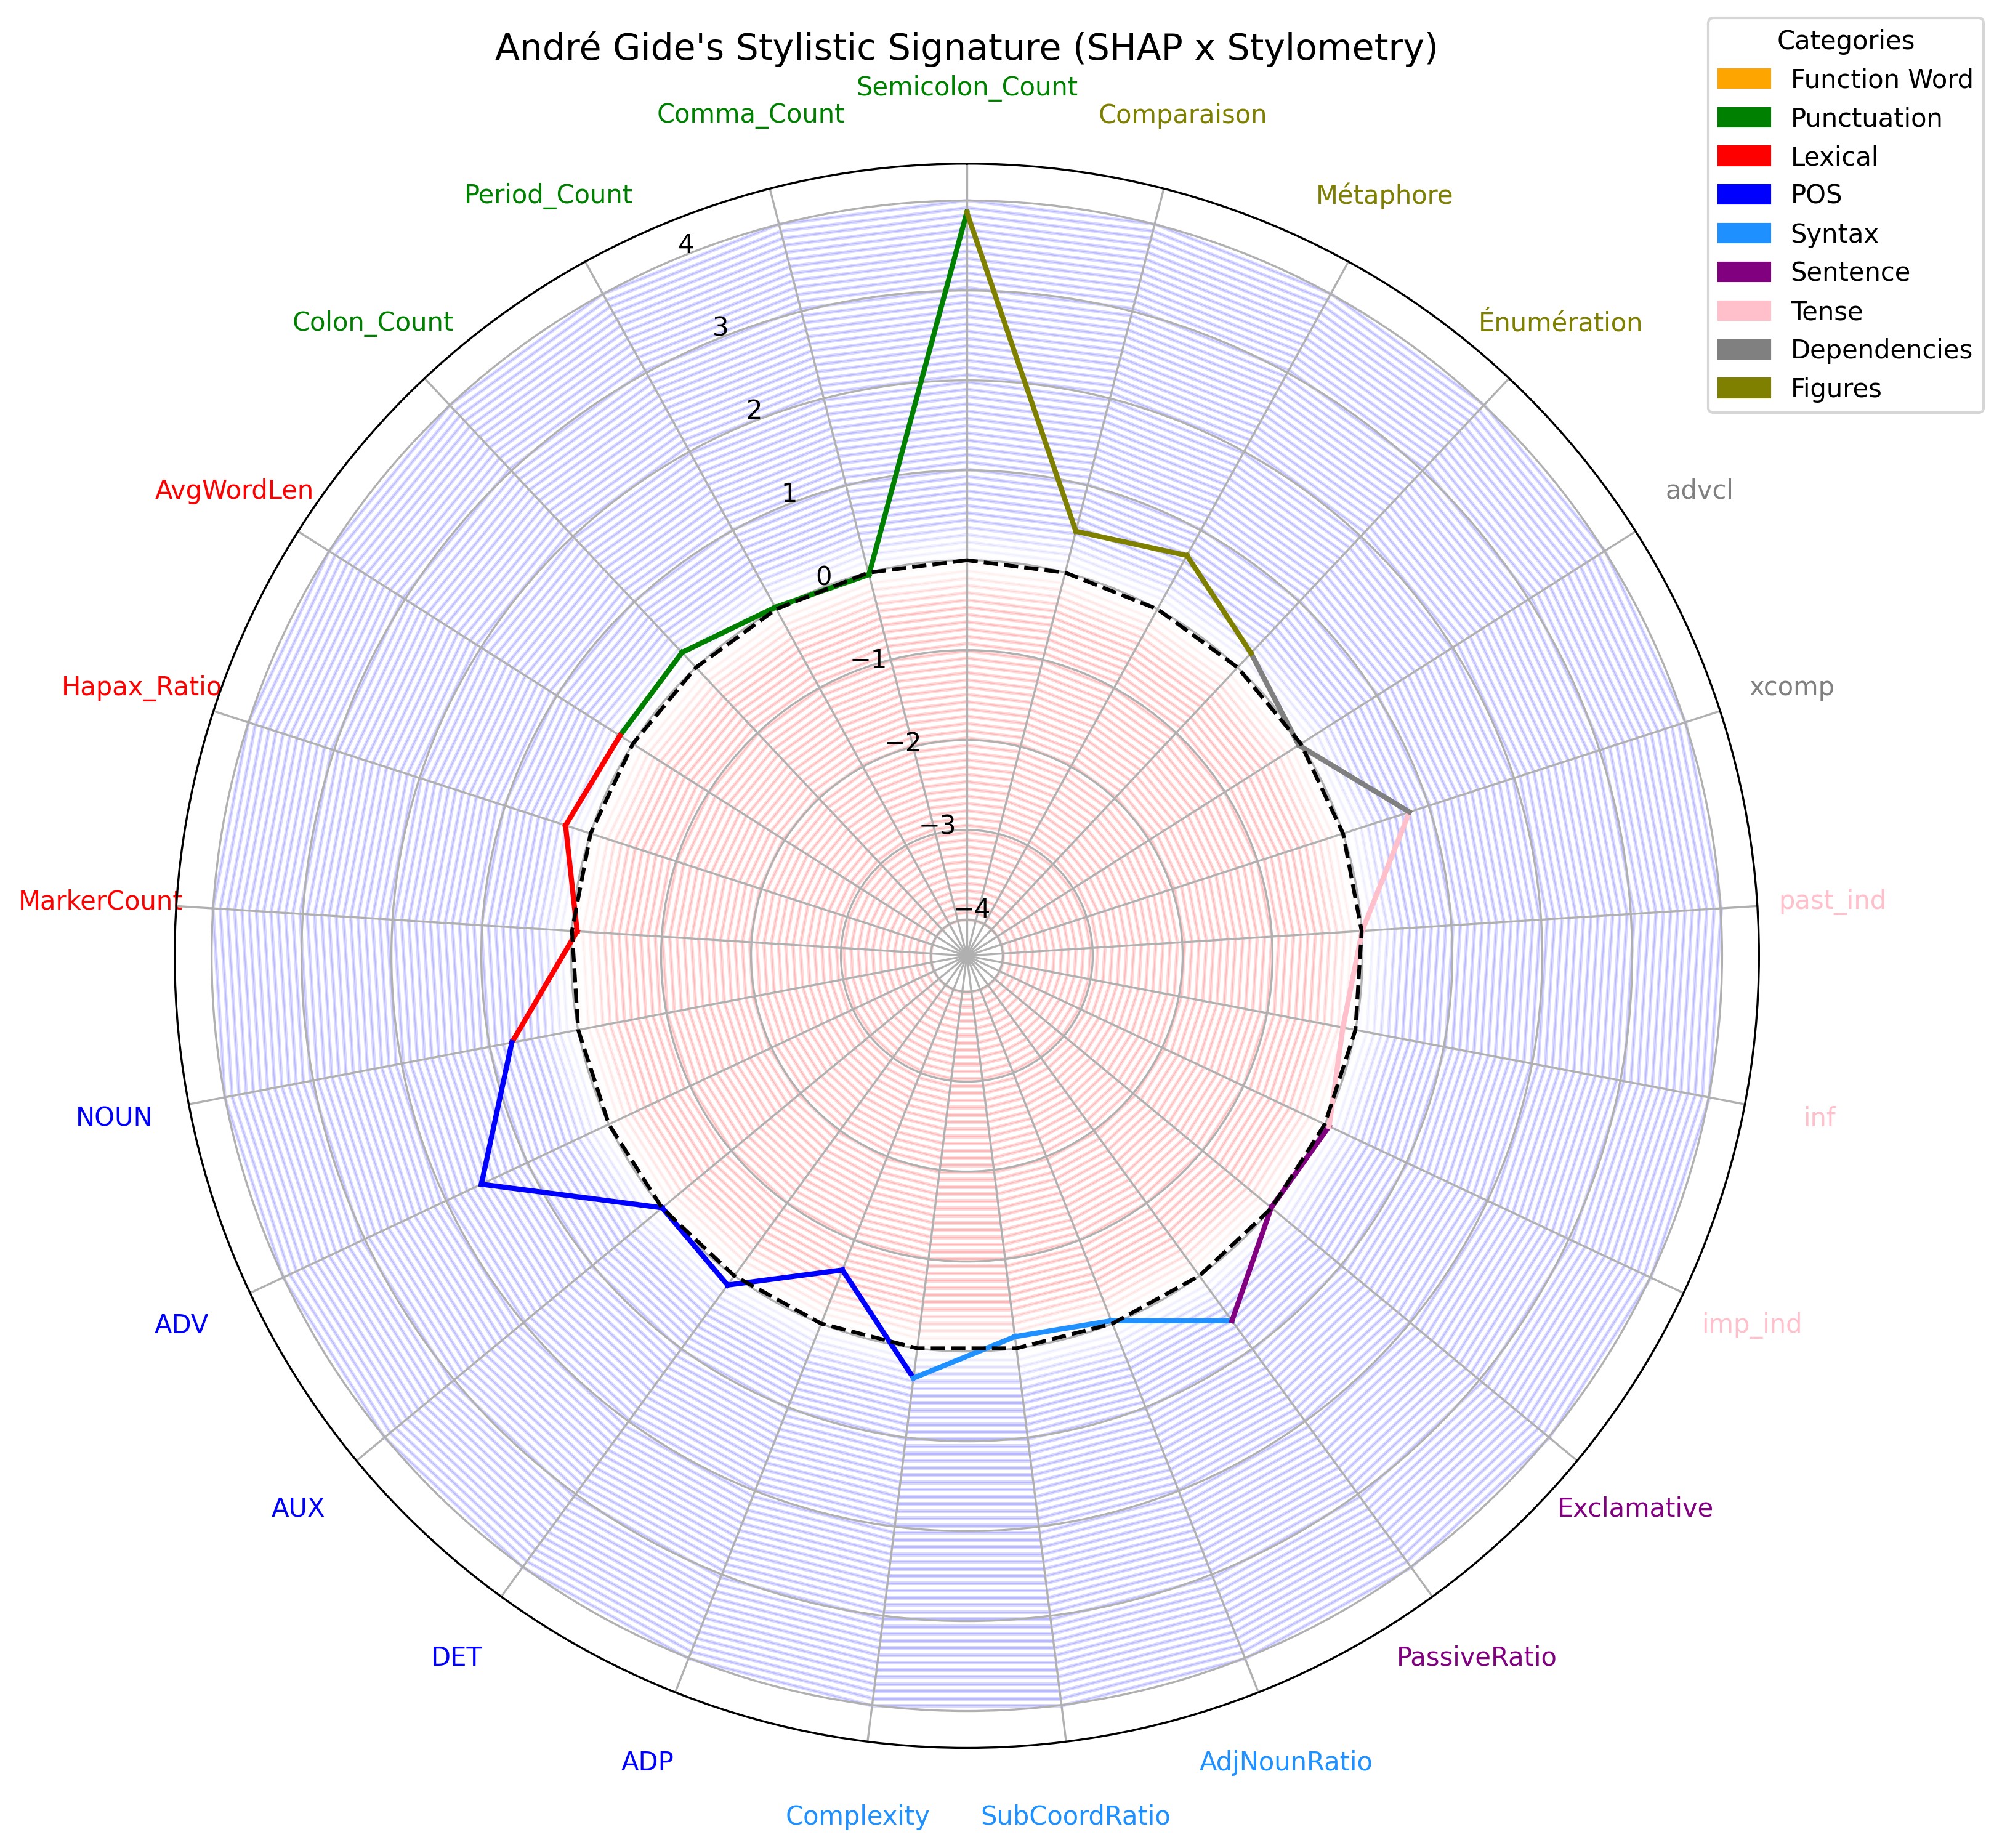 André Gide's Stylistic Signature (SHAP x Stylometry)
Categories
Function Word
Punctuation
Lexical
POS
Syntax
Sentence
Tense
Dependencies
Figures
Semicolon_Count
Comma_Count
Comparaison
Period_Count
Métaphore
Colon_Count
Énumération
AvgWordLen
advcl
Hapax_Ratio
xcomp
MarkerCount
past_ind
NOUN
inf
ADV
imp_ind
AUX
Exclamative
DET
PassiveRatio
ADP
AdjNounRatio
Complexity
SubCoordRatio
4
3
2
1
0
−1
−2
−3
−4